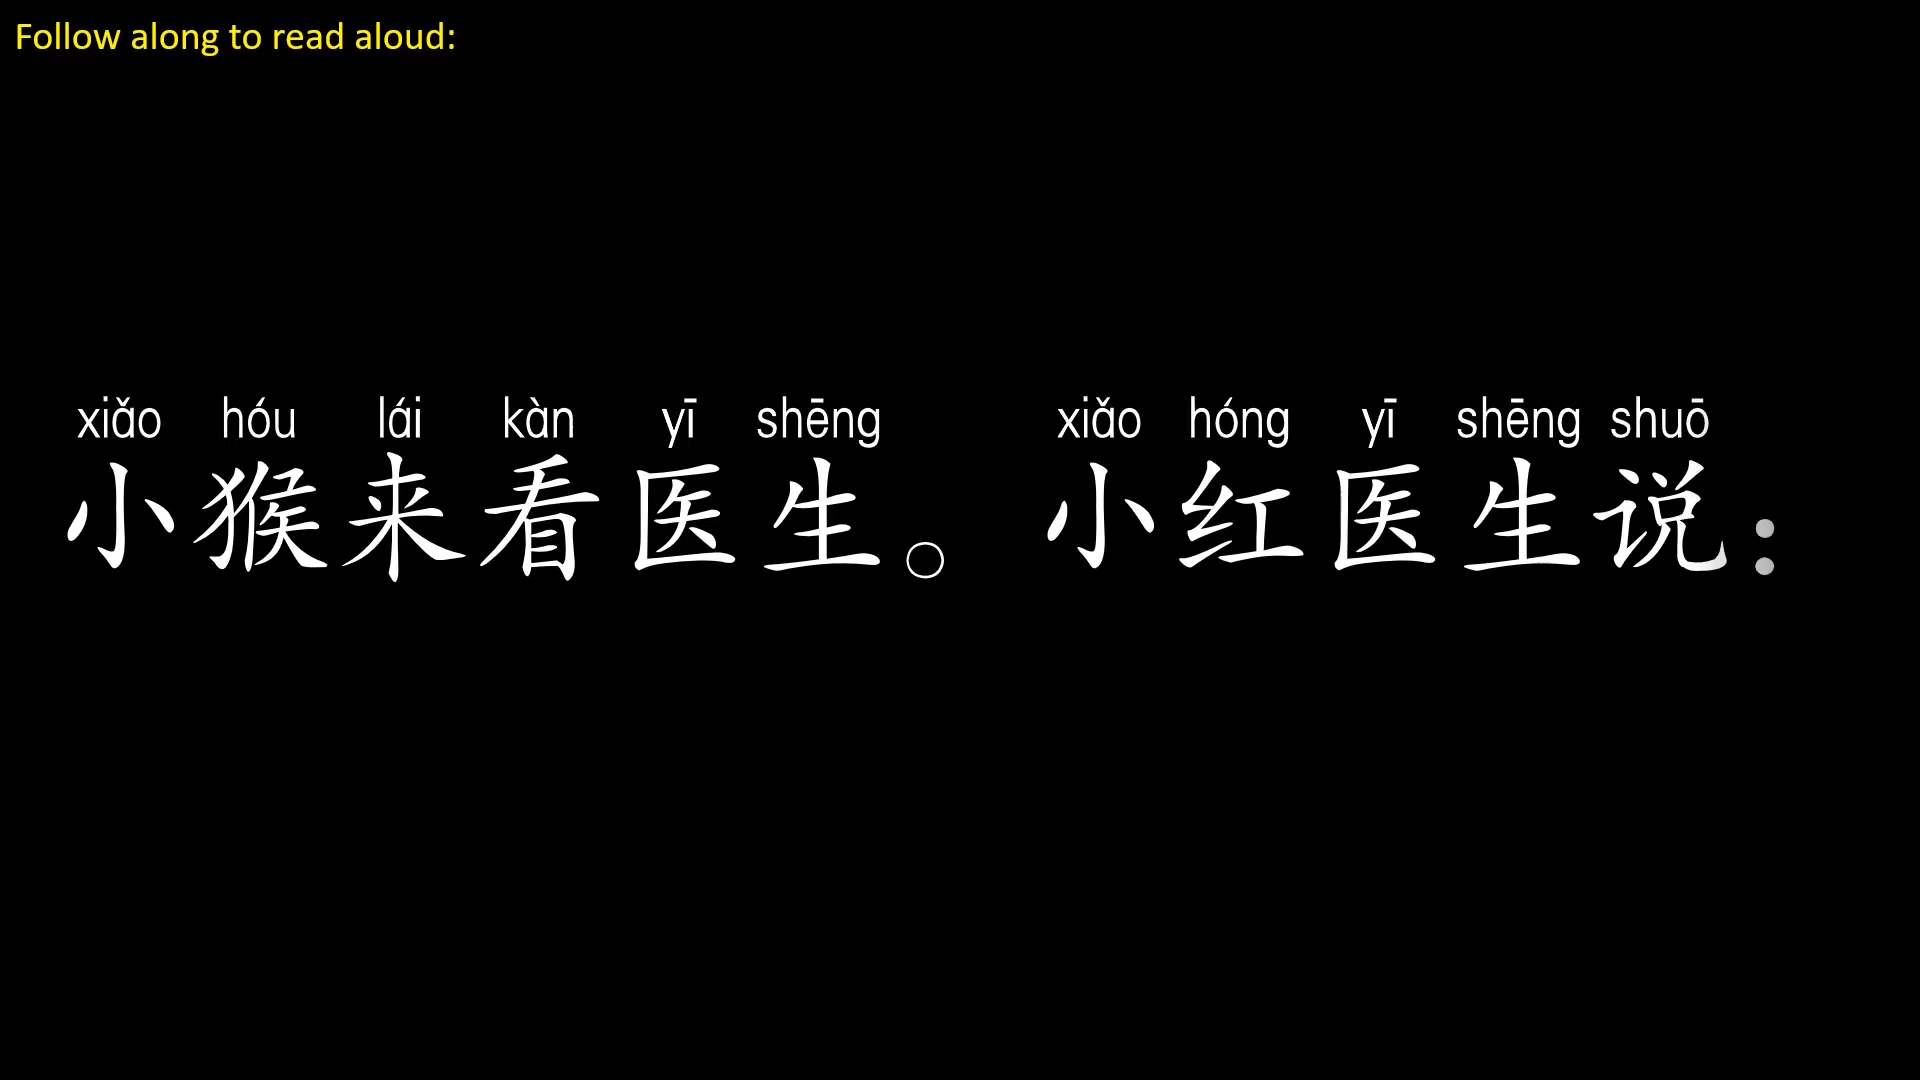 Follow along to read aloud:
xiǎo hóu lái kàn yī shēng xiǎo hóng yī shēng shuō
小猴来看医生。小红医生说：